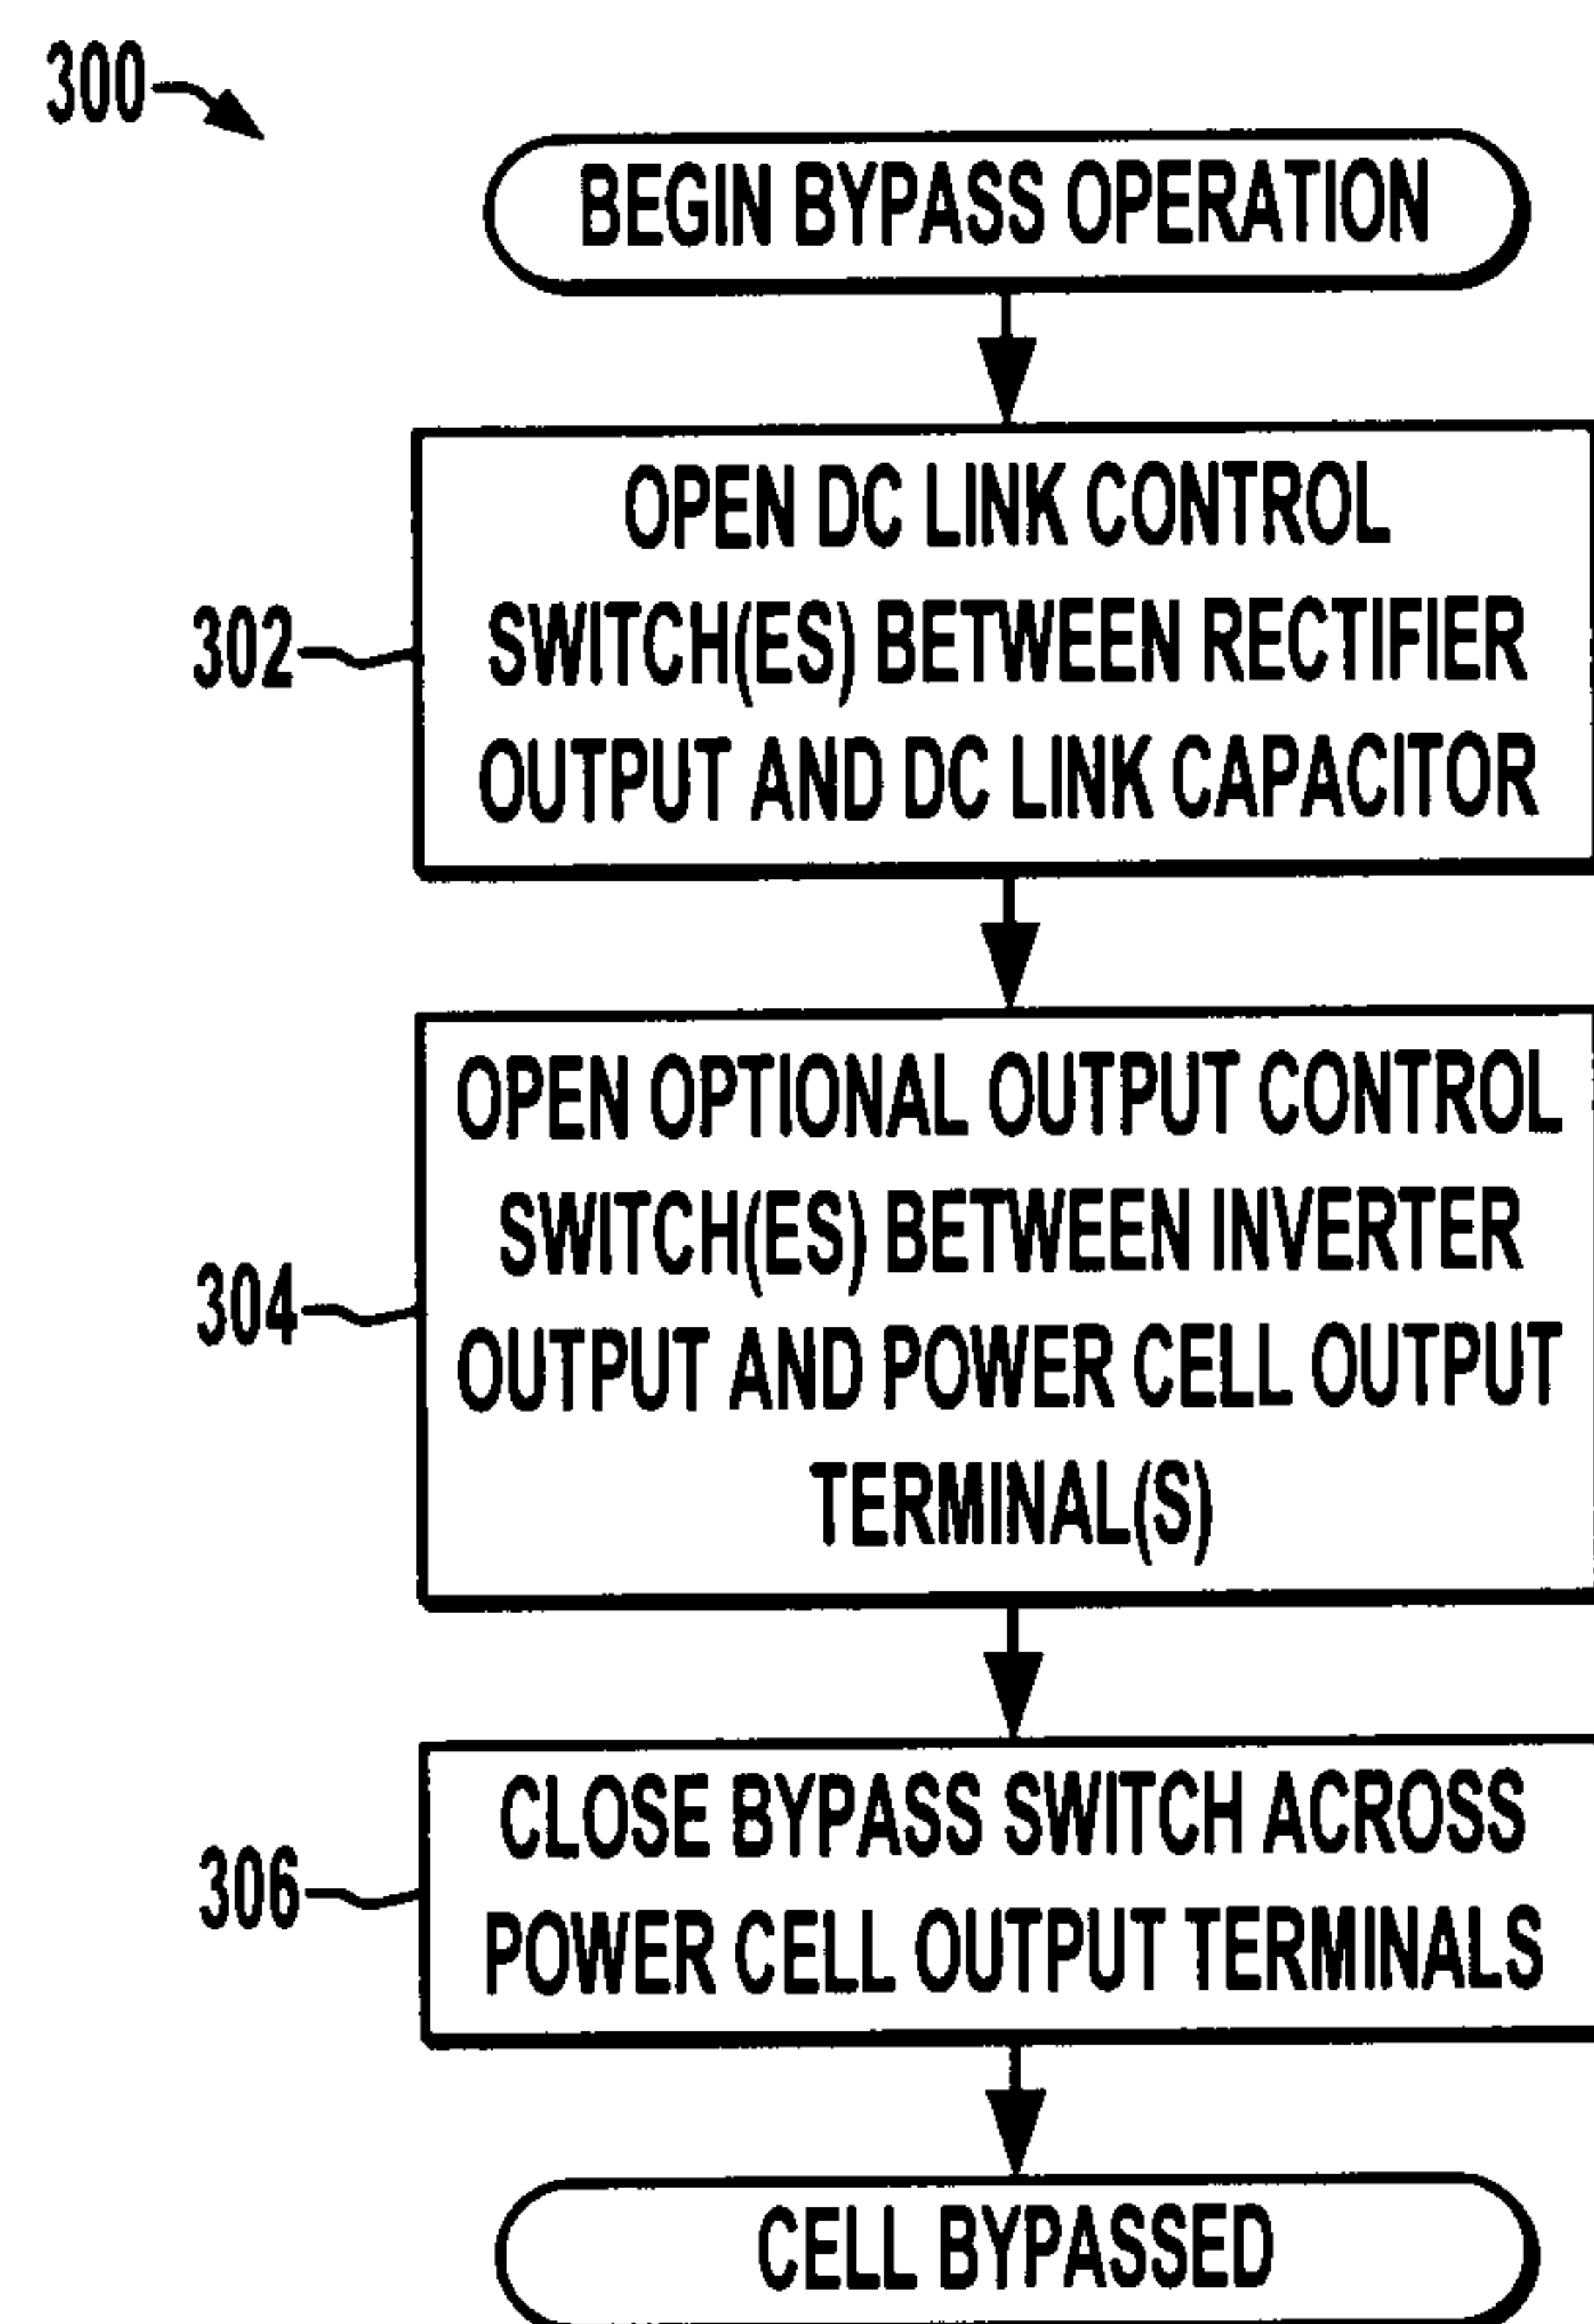 300
BEGIN BYPASS OPERATION
302
OPEN DC LINK CONTROL
SWITCH(ES) BETWEEN RECTIFIER
OUTPUT AND DC LINK CAPACITOR
304
OPEN OPTIONAL OUTPUT CONTROL
SWITCH(ES) BETWEEN INVERTER
OUTPUT AND POWER CELL OUTPUT
TERMINAL(S)
306
CLOSE BYPASS SWITCH ACROSS
POWER CELL OUTPUT TERMINALS
CELL BYPASSED